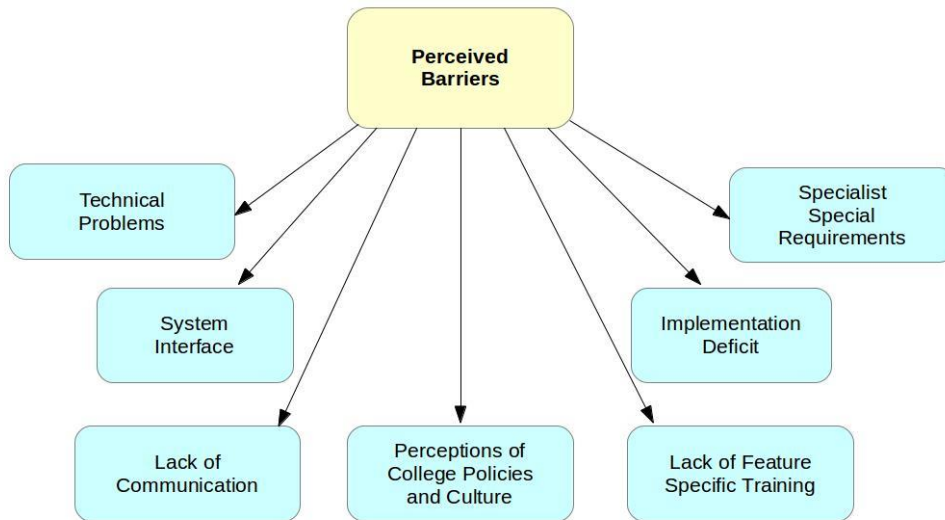 Perceived
Barriers
Technical
Problems
Specialist
Special
Requirements
System
Interface
Implementation
Deficit
Lack of
Communication
Perceptions of
College Policies
and Culture
Lack of Feature
Specific Training